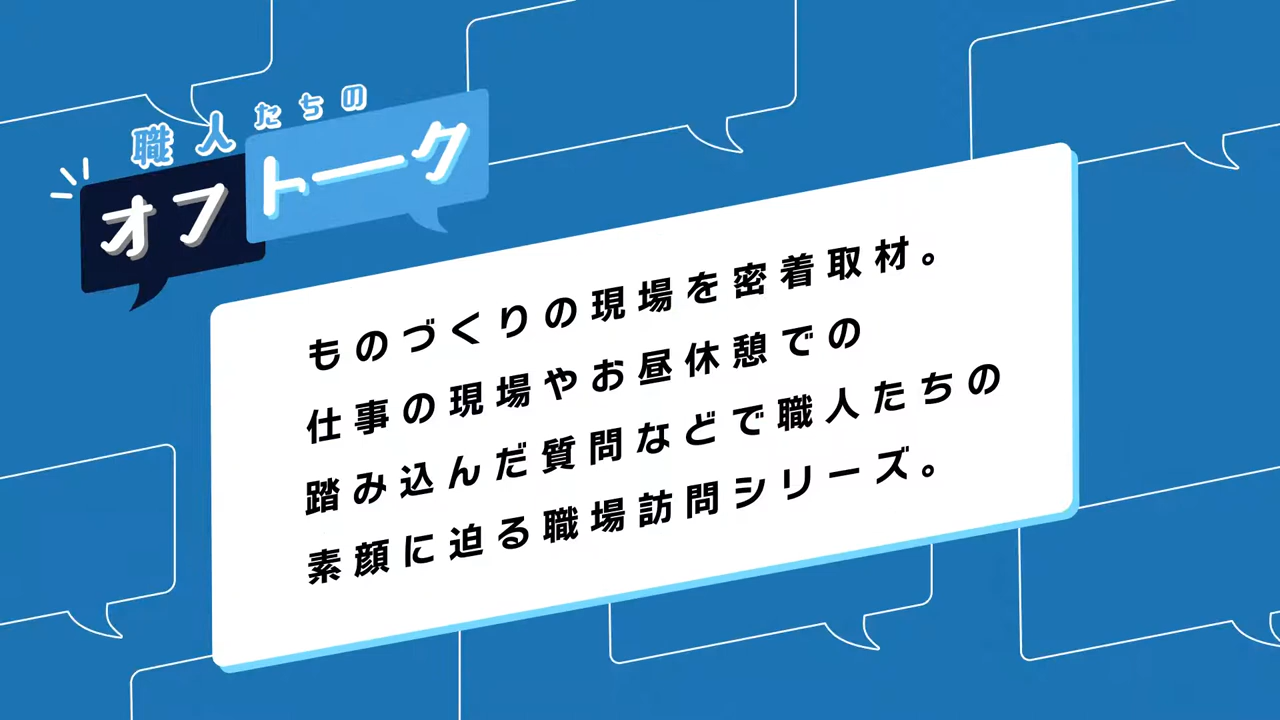 職人たちの
オフトーク
ものづくりの現場を密着取材。
仕事の現場やお昼休憩での
踏み込んだ質問などで職人たちの
素顔に迫る職場訪問シリーズ。